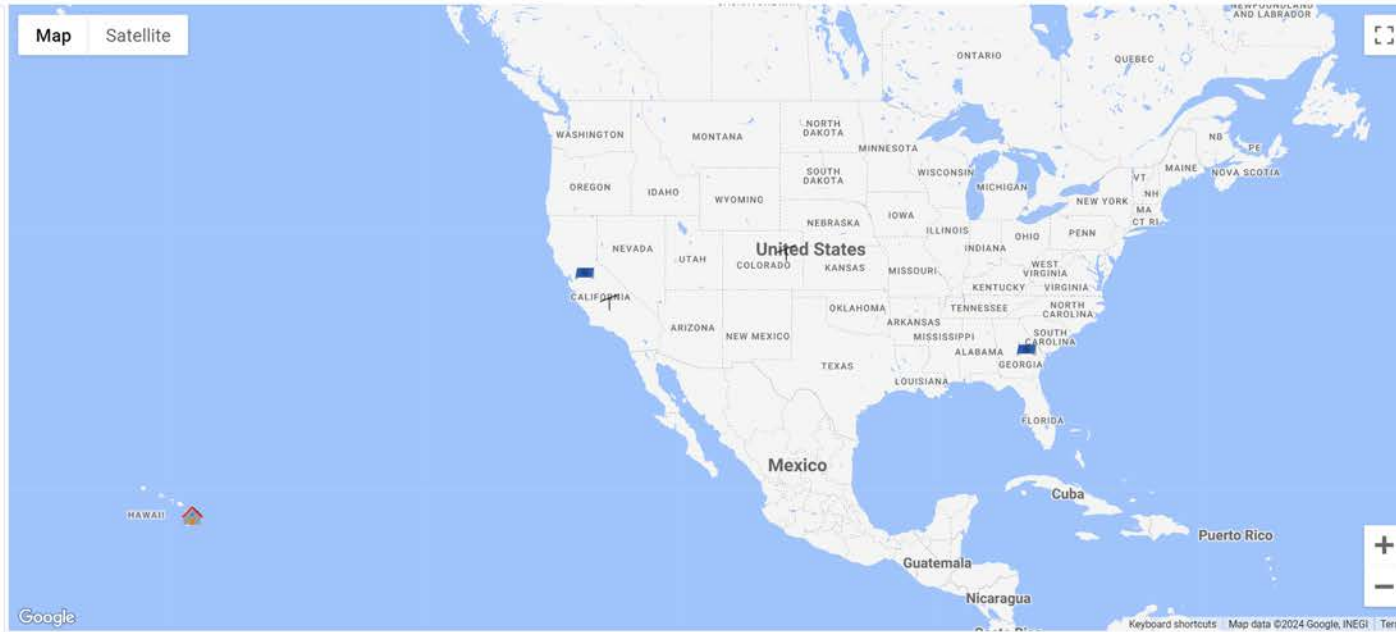 NEWFOUNDLAND
AND LABRADOR
Map Satellite
ONTARIO
QUEBEC
WASHINGTON
MONTANA
NORTH
DAKOTA
MINNESOTA
NB
PE
OREGON
IDAHO
SOUTH
DAKOTA
WISCONSIN
MICHIGAN
VT
MAINE
NOVA SCOTIA
WYOMING
NH
NEW YORK
MA
CT RI
NEBRASKA
IOWA
ILLINOIS
INDIANA
OHIO
PENN
NEVADA
UTAH
United States
COLORADO
KANSAS
MISSOURI
WEST
VIRGINIA
KENTUCKY
VIRGINIA
CALIFORNIA
OKLAHOMA
TENNESSEE
NORTH
CAROLINA
ARIZONA
NEW MEXICO
ARKANSAS
MISSISSIPPI
SOUTH
CAROLINA
ALABAMA
GEORGIA
TEXAS
LOUISIANA
FLORIDA
Mexico
Cuba
HAWAII
Puerto Rico
Guatemala
Nicaragua
Google
Keyboard shortcuts Map data ©2024 Google, INEGI